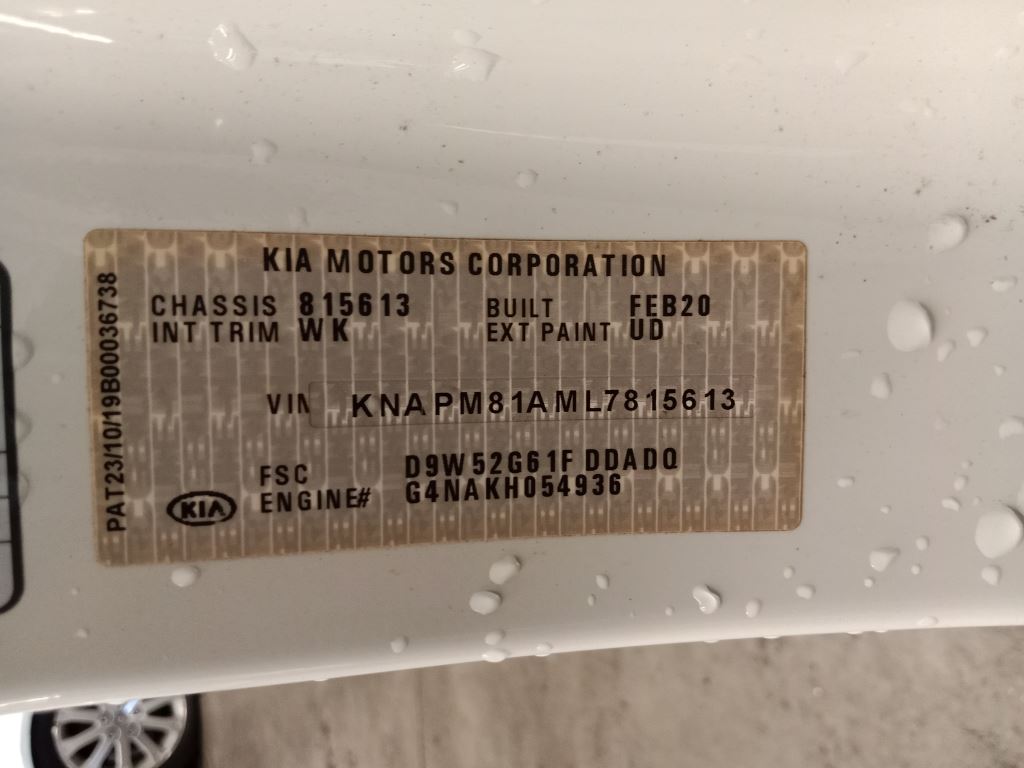 KIA MOTORS CORPORATION
CHASSIS 815613 BUILT FEB20
INT TRIM WK EXT PAINT UD
VIN KNAPM81AML7815613
FSC D9W52G61F DDADQ
ENGINE# G4NAKH054936
KIA
PAT23/10/19B00036738